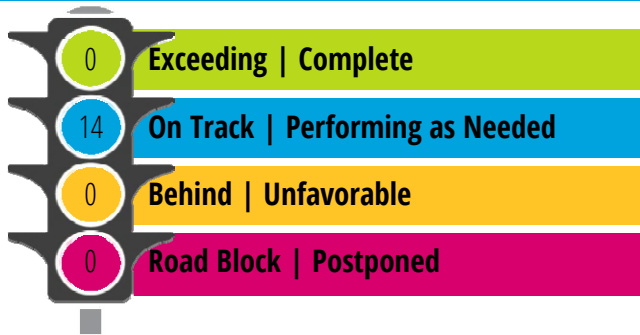 0 Exceeding | Complete
14 On Track | Performing as Needed
0 Behind | Unfavorable
0 Road Block | Postponed